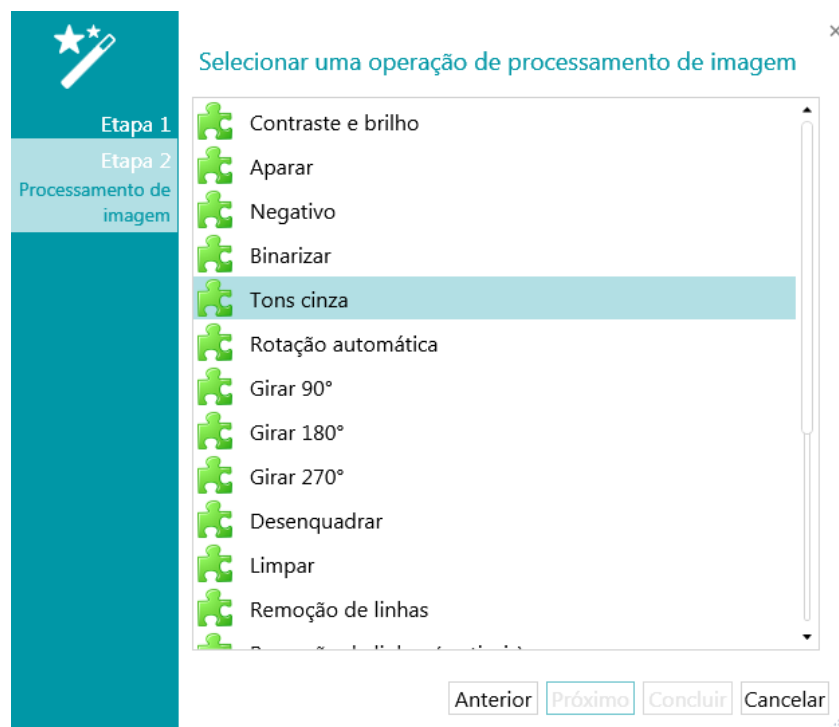 Selecionar uma operação de processamento de imagem
Etapa 1
Etapa 2
Processamento de
imagem
Contraste e brilho
Aparar
Negativo
Binarizar
Tons cinza
Rotação automática
Girar 90°
Girar 180°
Girar 270°
Desenquadrar
Limpar
Remoção de linhas
Anterior
Próximo
Concluir
Cancelar